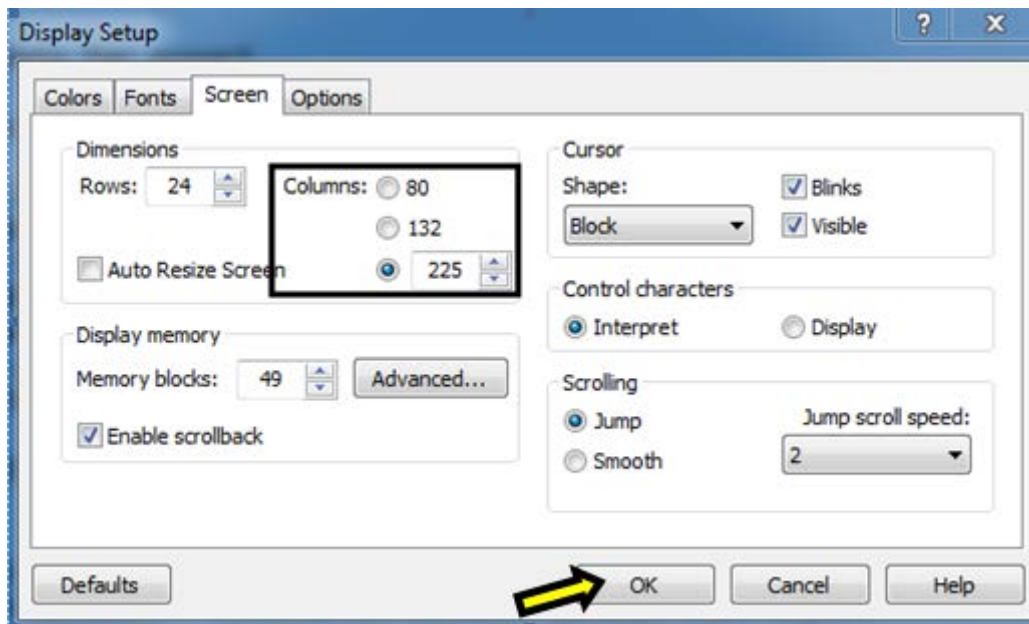 Display Setup
? X
Colors Fonts Screen Options
Dimensions
Rows: 24
Columns: 80
132
Auto Resize Screen 225
Display memory
Memory blocks: 49 Advanced...
Enable scrollback
Cursor
Shape:
Block
Blinks
Visible
Control characters
Interpret Display
Scrolling
Jump
Smooth
Jump scroll speed:
2
Defaults OK Cancel Help